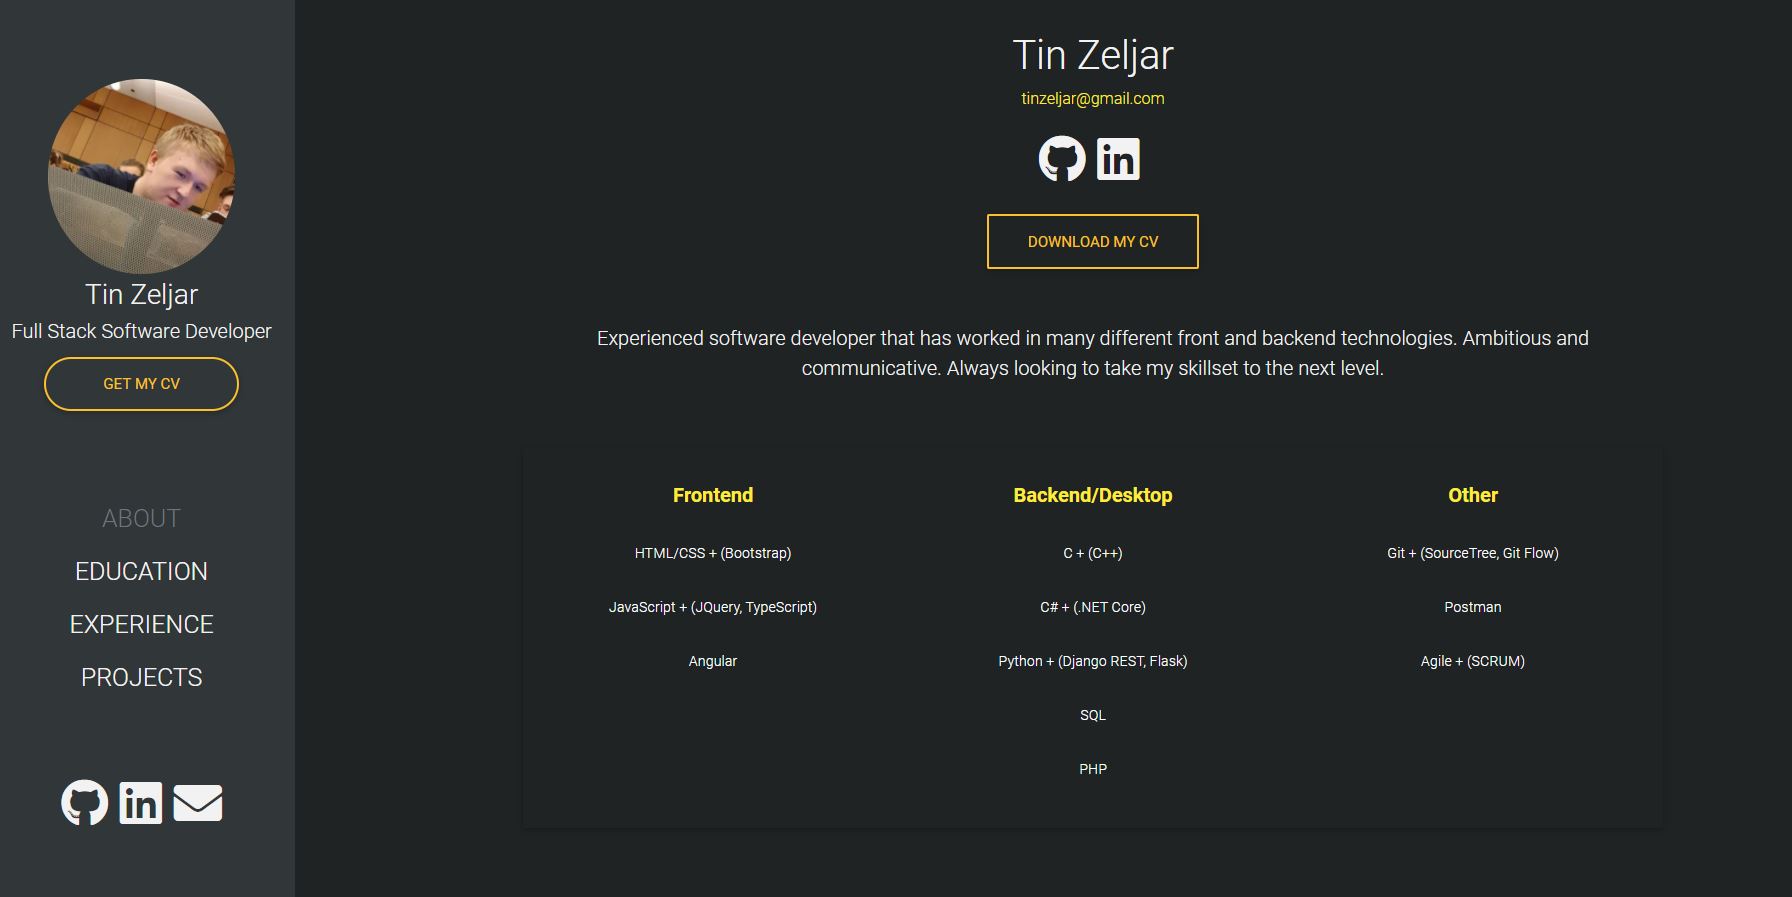 Tin Zeljar
Full Stack Software Developer
GET MY CV
ABOUT
EDUCATION
EXPERIENCE
PROJECTS
in
Tin Zeljar
tinzeljar@gmail.com
in
DOWNLOAD MY CV
Experienced software developer that has worked in many different front and backend technologies. Ambitious and
communicative. Always looking to take my skillset to the next level.
Frontend
HTML/CSS + (Bootstrap)
JavaScript + (JQuery, TypeScript)
Angular
Backend/Desktop
C + (C++)
C# + (.NET Core)
Python + (Django REST, Flask)
SQL
PHP
Other
Git + (SourceTree, Git Flow)
Postman
Agile + (SCRUM)